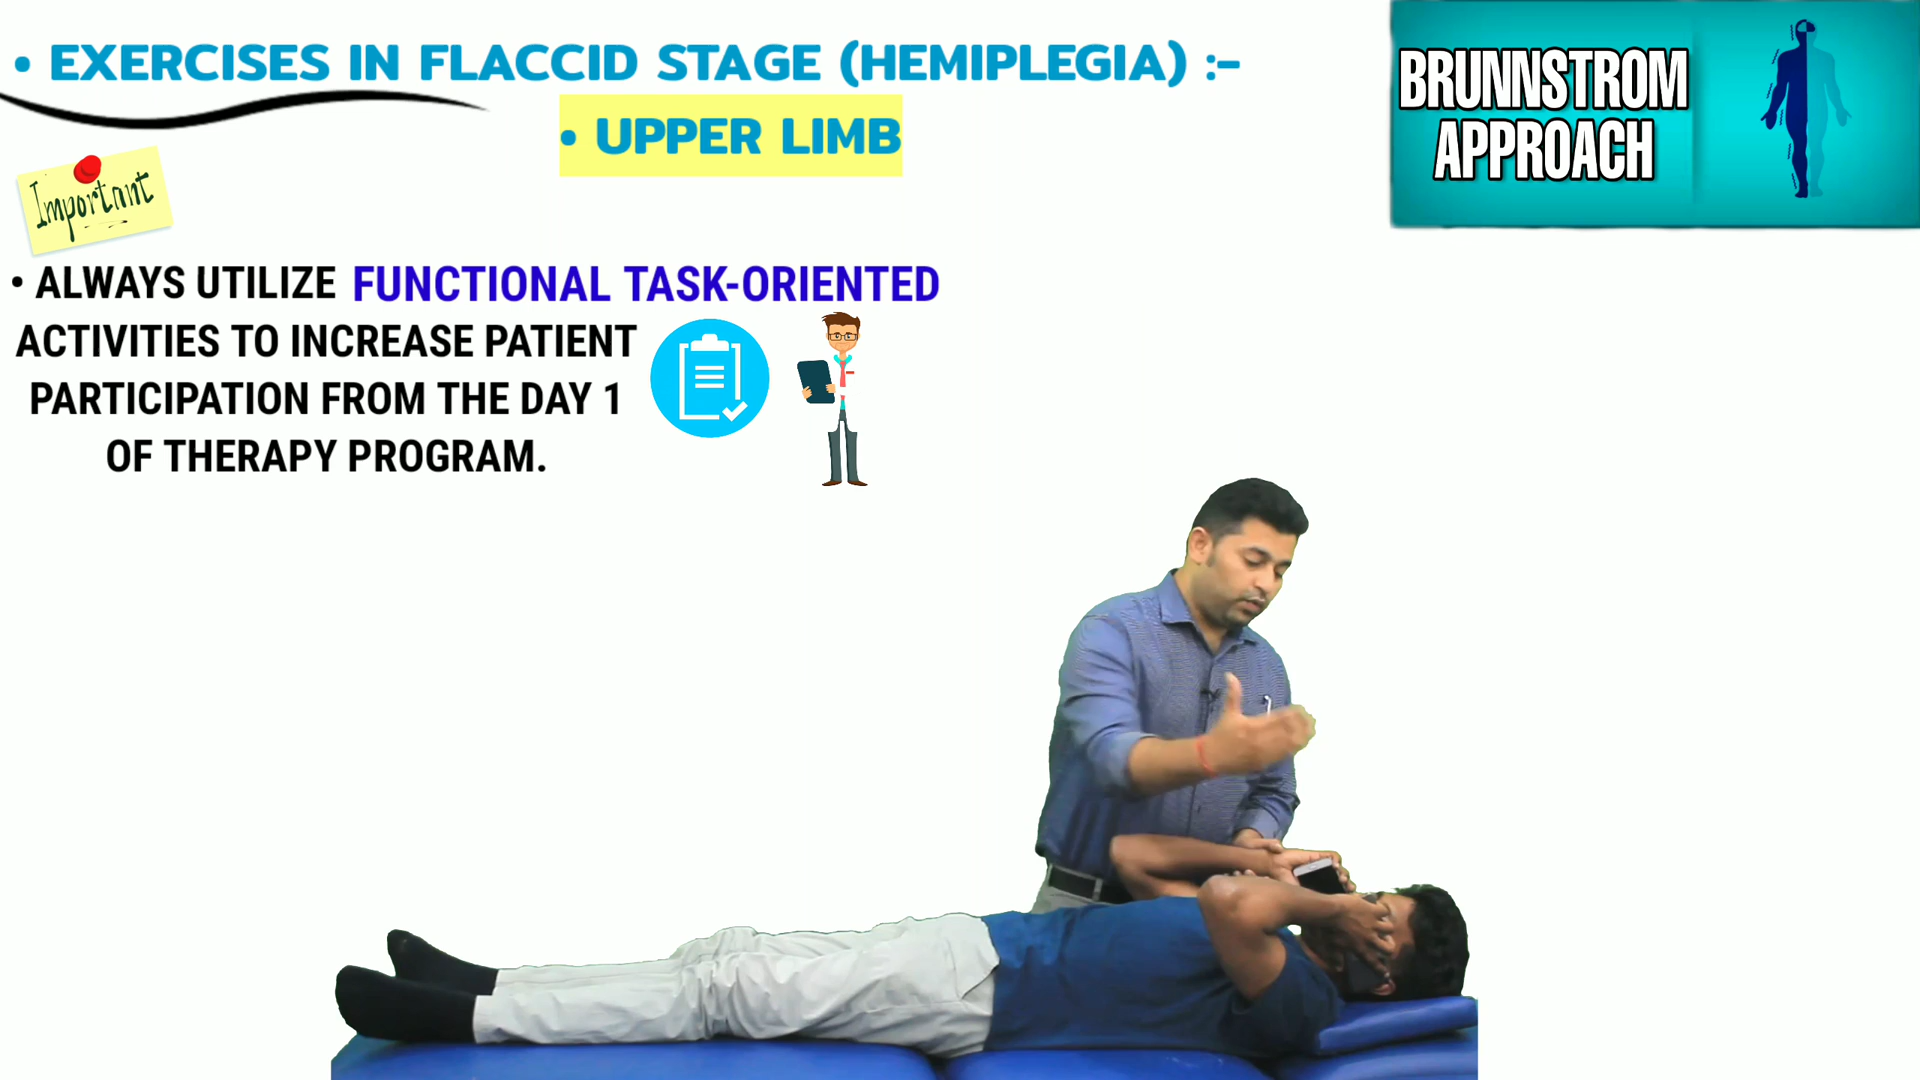 • EXERCISES IN FLACCID STAGE (HEMIPLEGIA) :-
• UPPER LIMB
BRUNNSTROM
APPROACH
Important
• ALWAYS UTILIZE FUNCTIONAL TASK-ORIENTED
ACTIVITIES TO INCREASE PATIENT
PARTICIPATION FROM THE DAY 1
OF THERAPY PROGRAM.